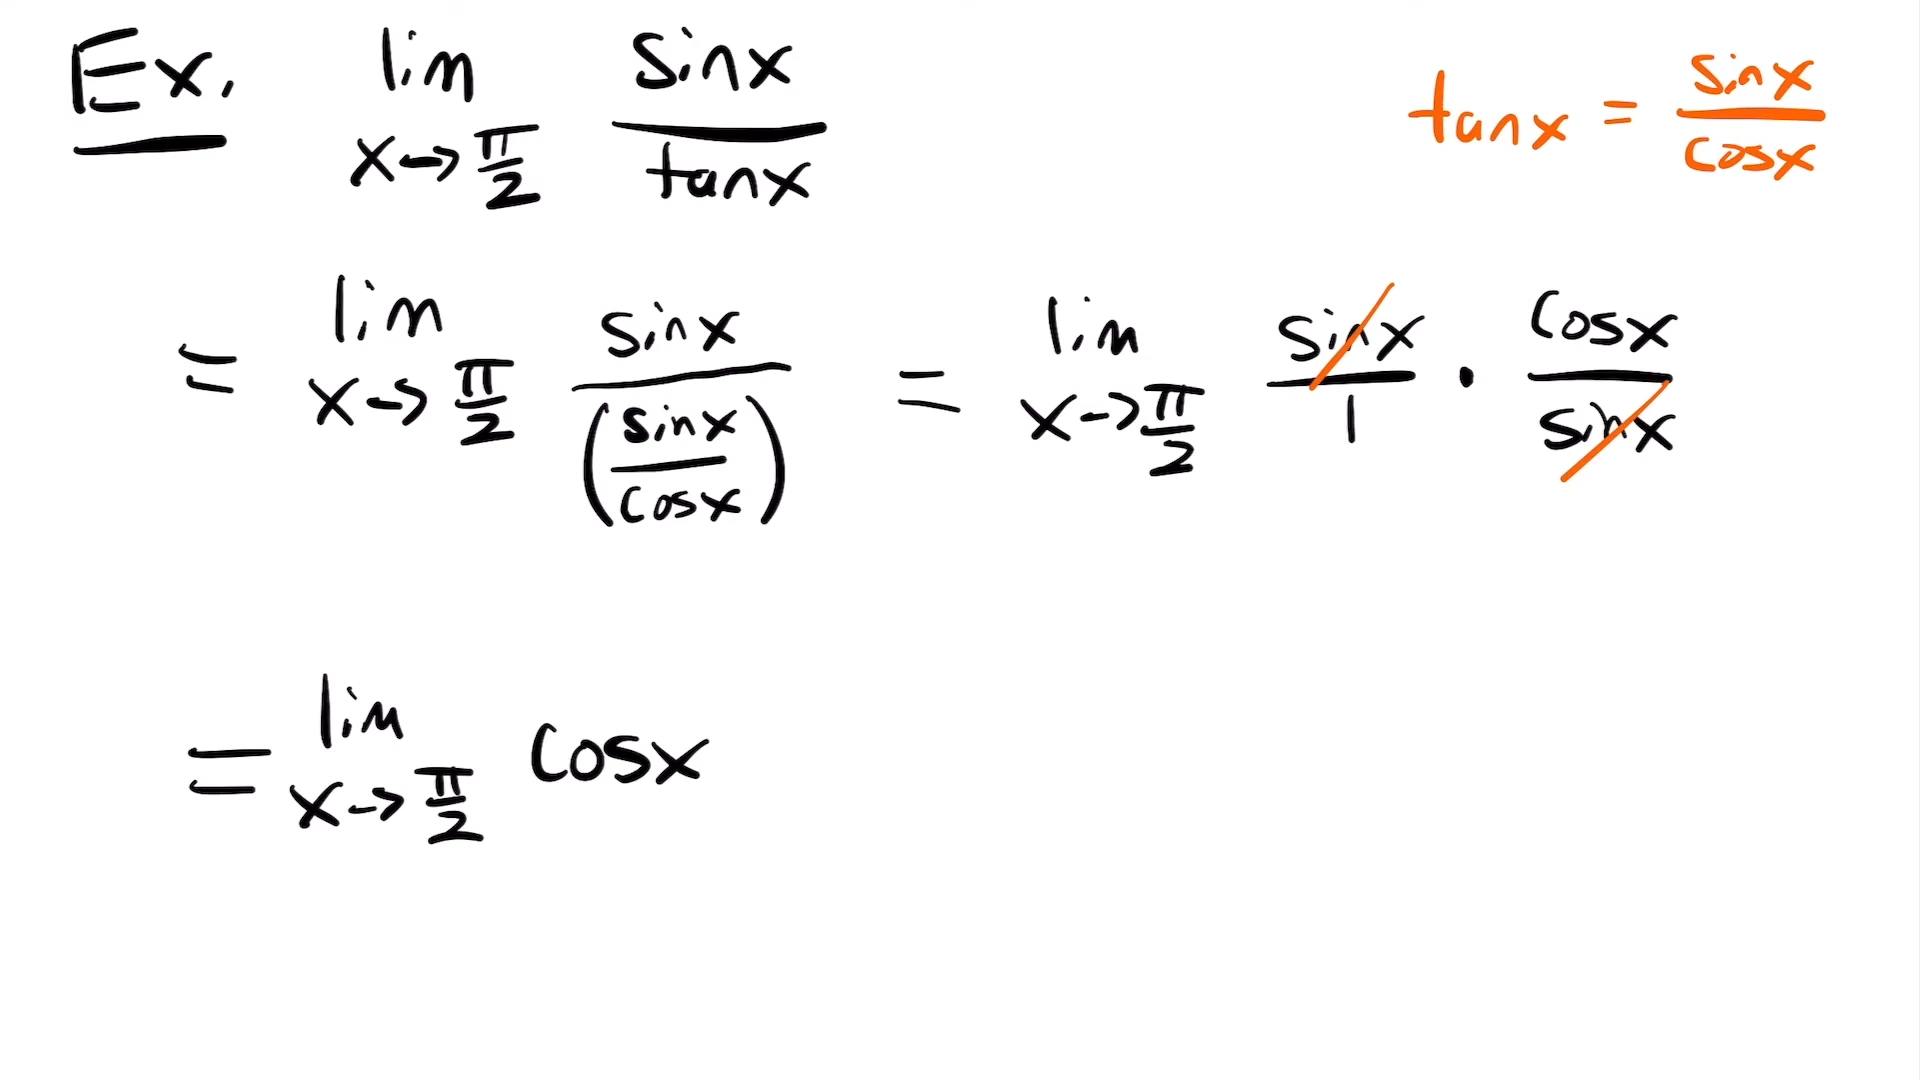 Ex. lim x→π/2 sinx/tanx
tanx = sinx/cosx
= lim x→π/2 sinx/(sinx/cosx) = lim x→π/2 sinx/1 · cosx/sinx
= lim x→π/2 cosx